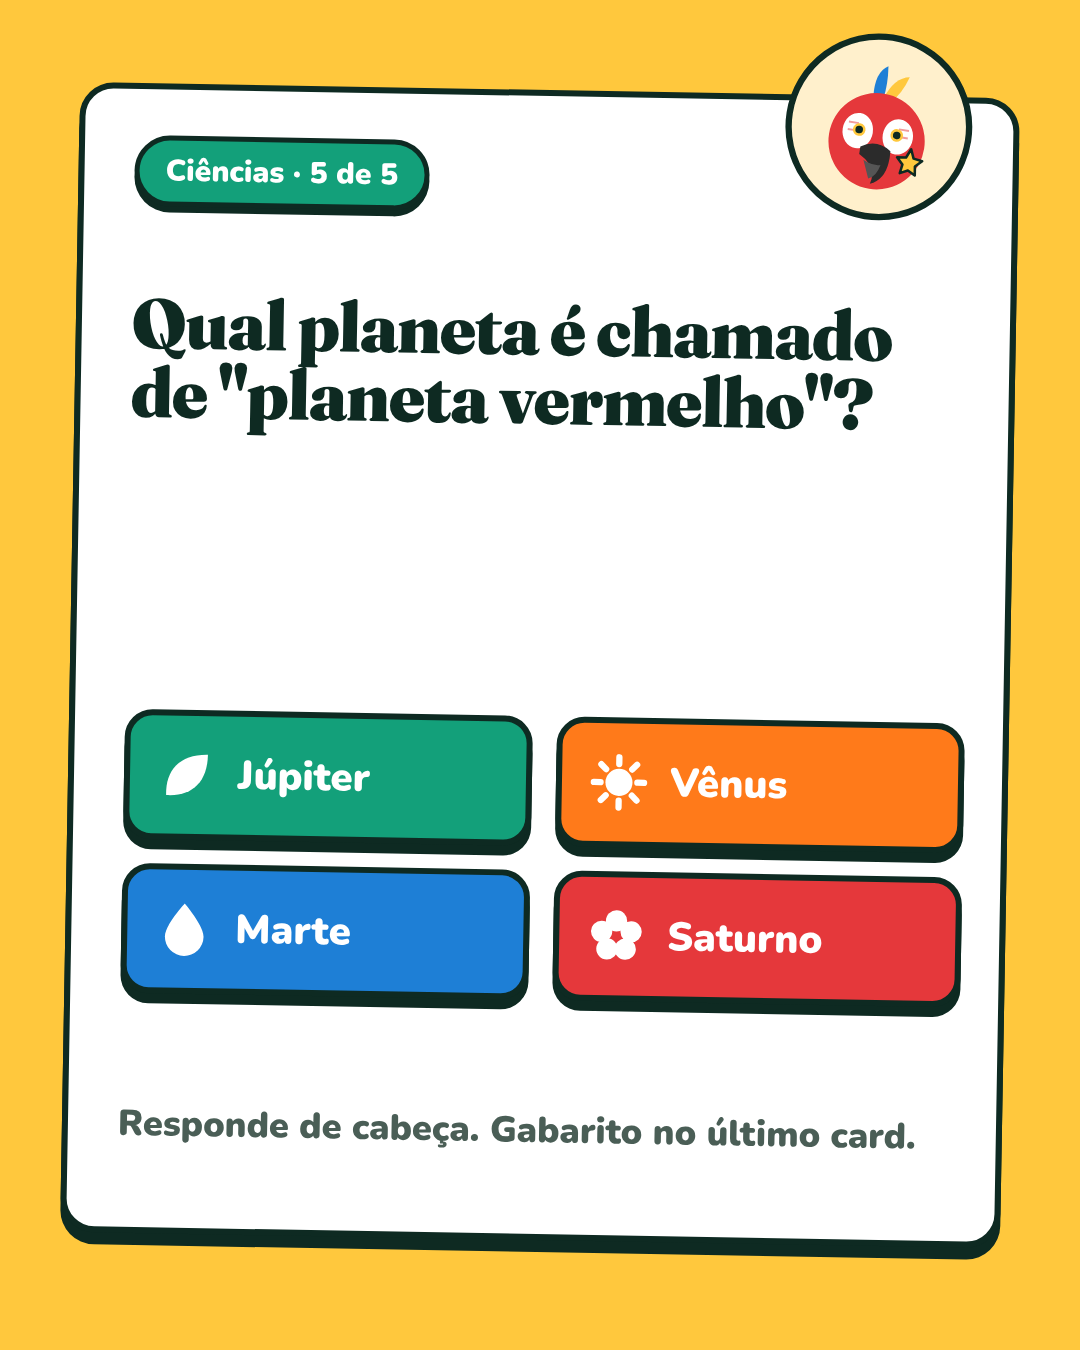 Ciências · 5 de 5
Qual planeta é chamado
de "planeta vermelho"?
Júpiter
Vênus
Marte
Saturno
Responde de cabeça. Gabarito no último card.